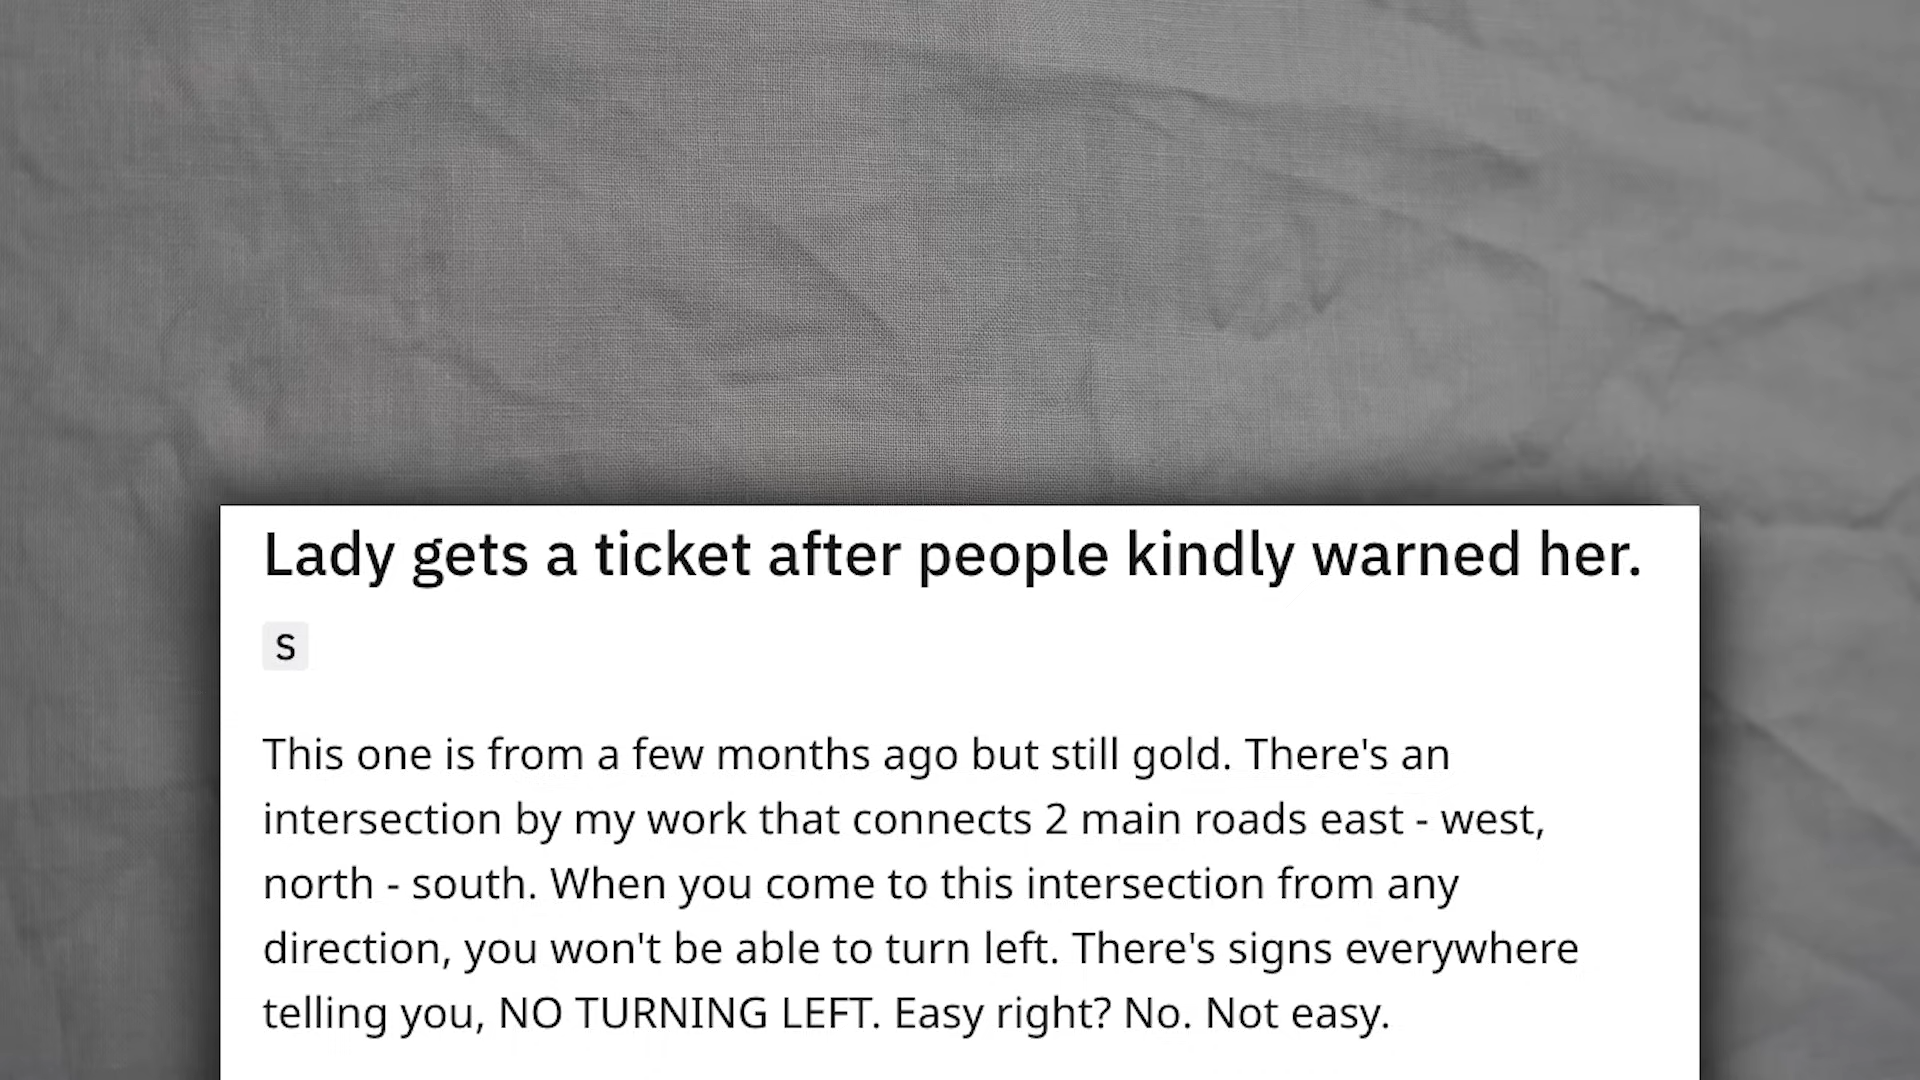 Lady gets a ticket after people kindly warned her.
S
This one is from a few months ago but still gold. There's an
intersection by my work that connects 2 main roads east - west,
north - south. When you come to this intersection from any
direction, you won't be able to turn left. There's signs everywhere
telling you, NO TURNING LEFT. Easy right? No. Not easy.